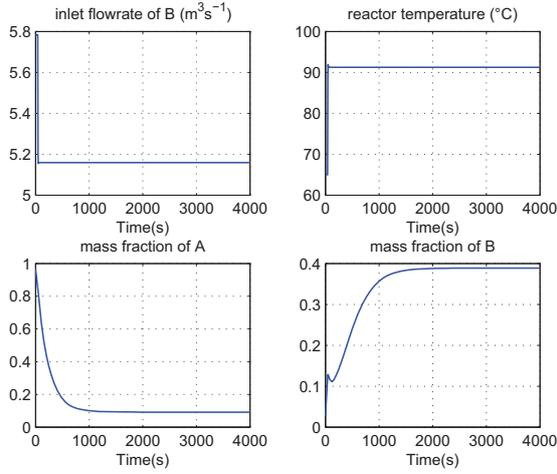 inlet flowrate of B (m³s⁻¹)
5.8
5.6
5.4
5.2
5
0 1000 2000 3000 4000
Time(s)
reactor temperature (°C)
100
90
80
70
60
0 1000 2000 3000 4000
Time(s)
mass fraction of A
1
0.8
0.6
0.4
0.2
0
0 1000 2000 3000 4000
Time(s)
mass fraction of B
0.4
0.3
0.2
0.1
0
0 1000 2000 3000 4000
Time(s)